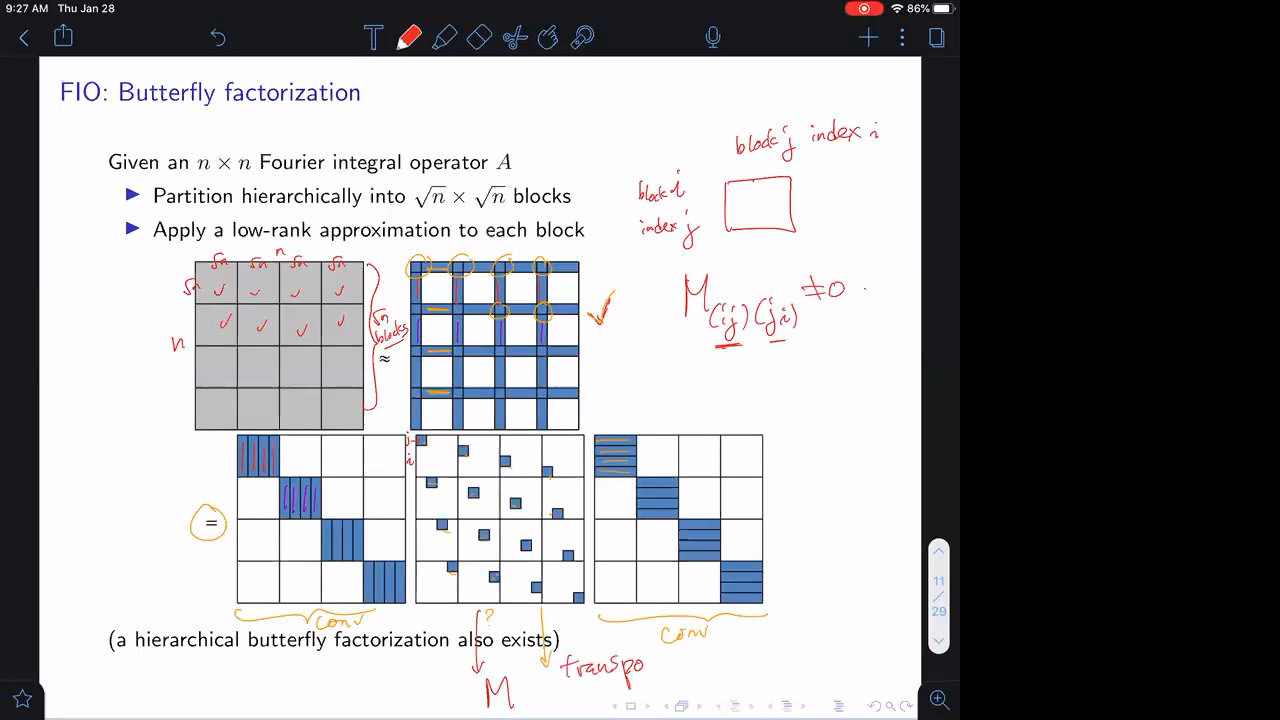 9:27 AM Thu Jan 28
86%
FIO: Butterfly factorization
block j index i
Given an n × n Fourier integral operator A
▶ Partition hierarchically into √n × √n blocks
block i
▶ Apply a low-rank approximation to each block
index j
n
√n √n √n √n
√n
M(ij)(ji) ≠0
√n
blocks
n
≈
j
i
=
conv
?
conv
(a hierarchical butterfly factorization also exists)
transpo
M
11
/
29